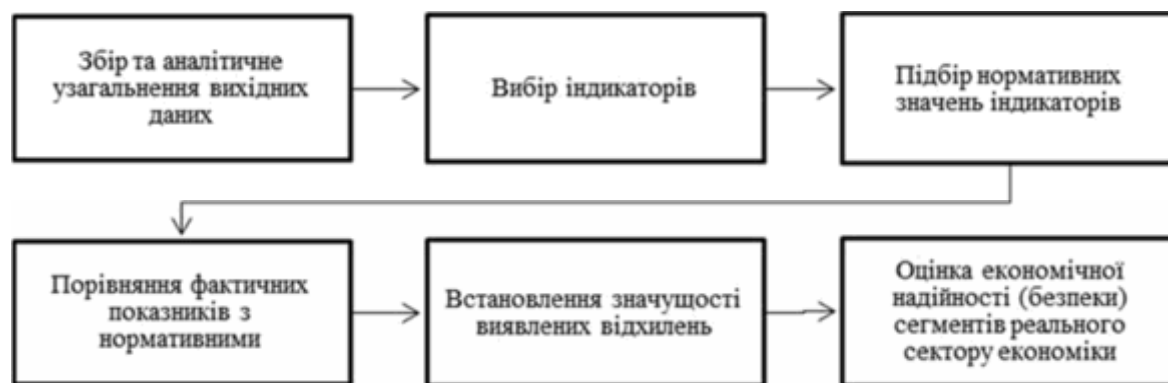 Збір та аналітичне
узагальнення вихідних
даних
Вибір індикаторів
Підбір нормативних
значень індикаторів
Порівняння фактичних
показників з
нормативними
Встановлення значущості
виявлених відхилень
Оцінка економічної
надійності (безпеки)
сегментів реального
сектору економіки